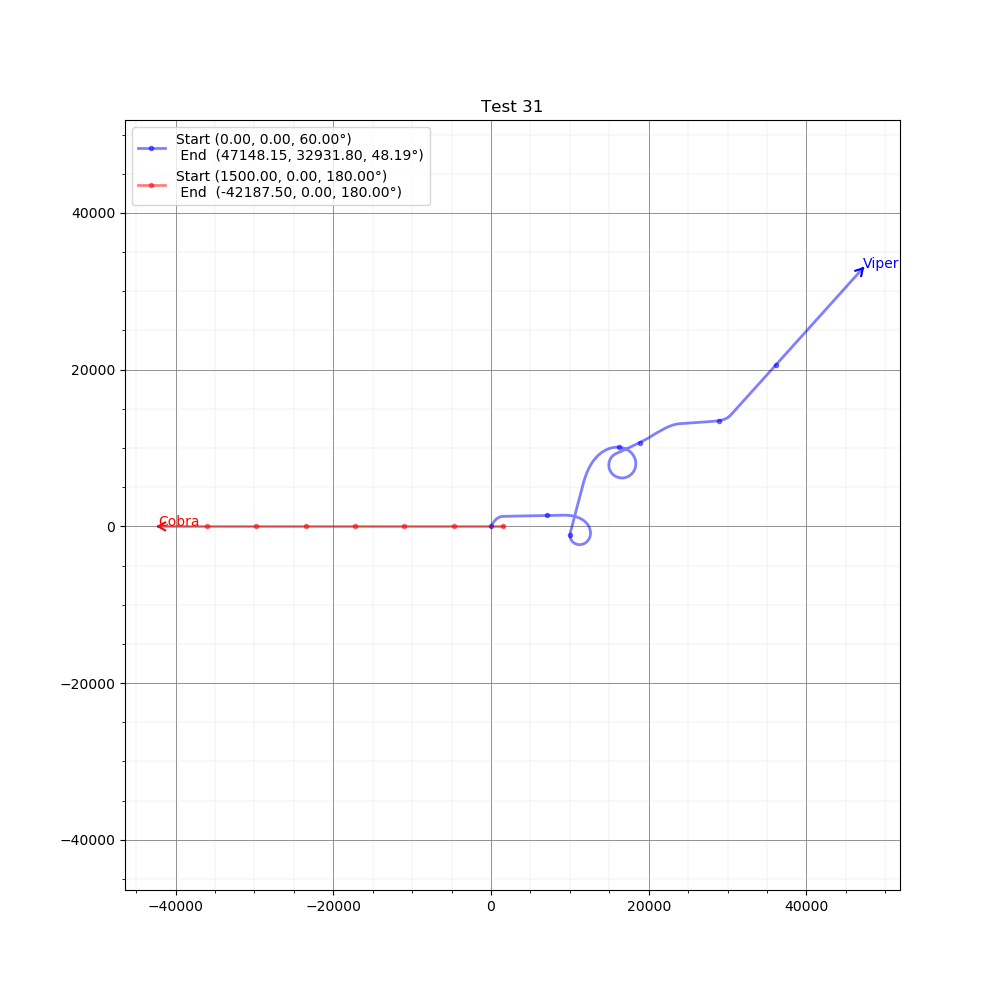 Test 31
Start (0.00, 0.00, 60.00°)
End  (47148.15, 32931.80, 48.19°)
Start (1500.00, 0.00, 180.00°)
End  (-42187.50, 0.00, 180.00°)
40000
20000
0
−20000
−40000
Viper
Cobra
−40000
−20000
0
20000
40000